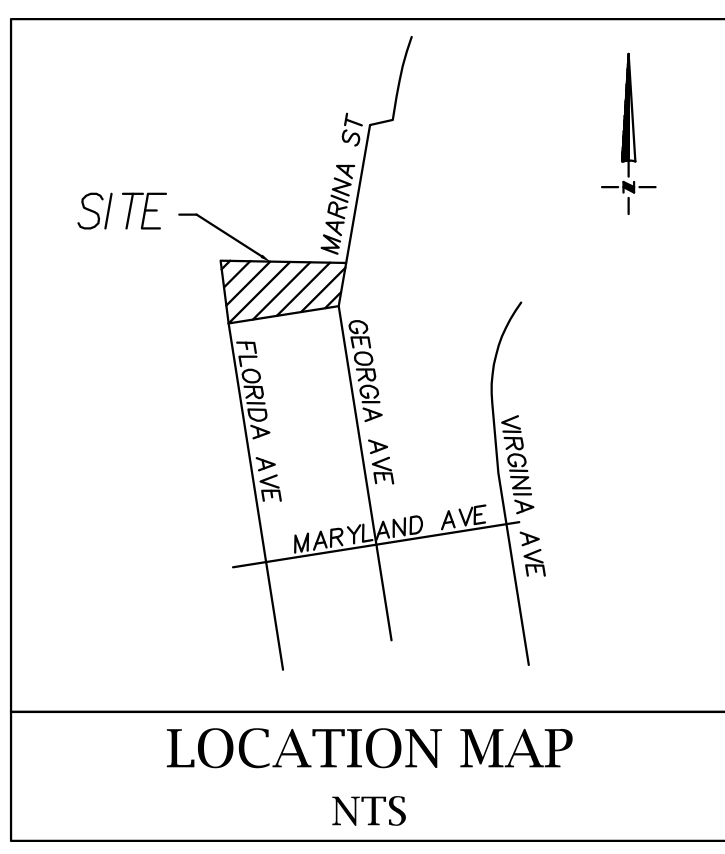 MARINA ST
SITE
N
GEORGIA AVE
FLORIDA AVE
VIRGINIA AVE
MARYLAND AVE
LOCATION MAP
NTS